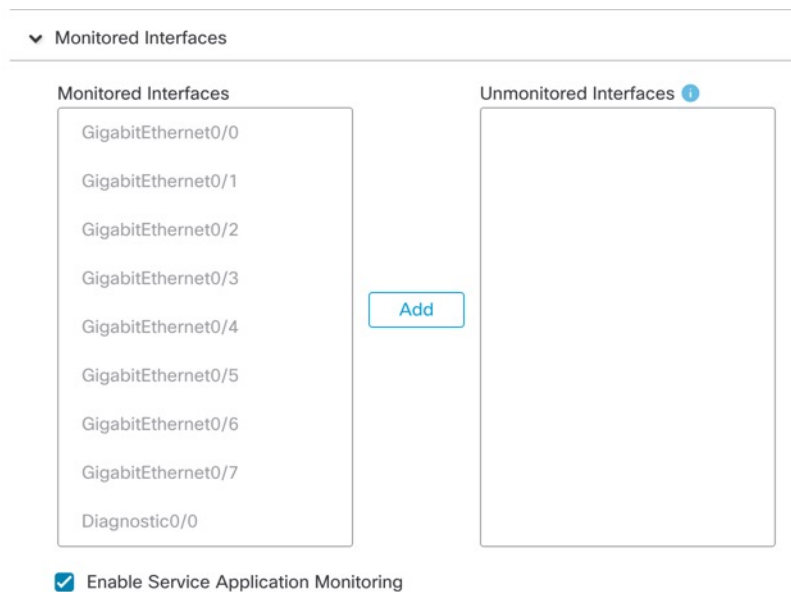 Monitored Interfaces
Monitored Interfaces
Unmonitored Interfaces
GigabitEthernet0/0
GigabitEthernet0/1
GigabitEthernet0/2
GigabitEthernet0/3
GigabitEthernet0/4
GigabitEthernet0/5
GigabitEthernet0/6
GigabitEthernet0/7
Diagnostic0/0
Add
Enable Service Application Monitoring